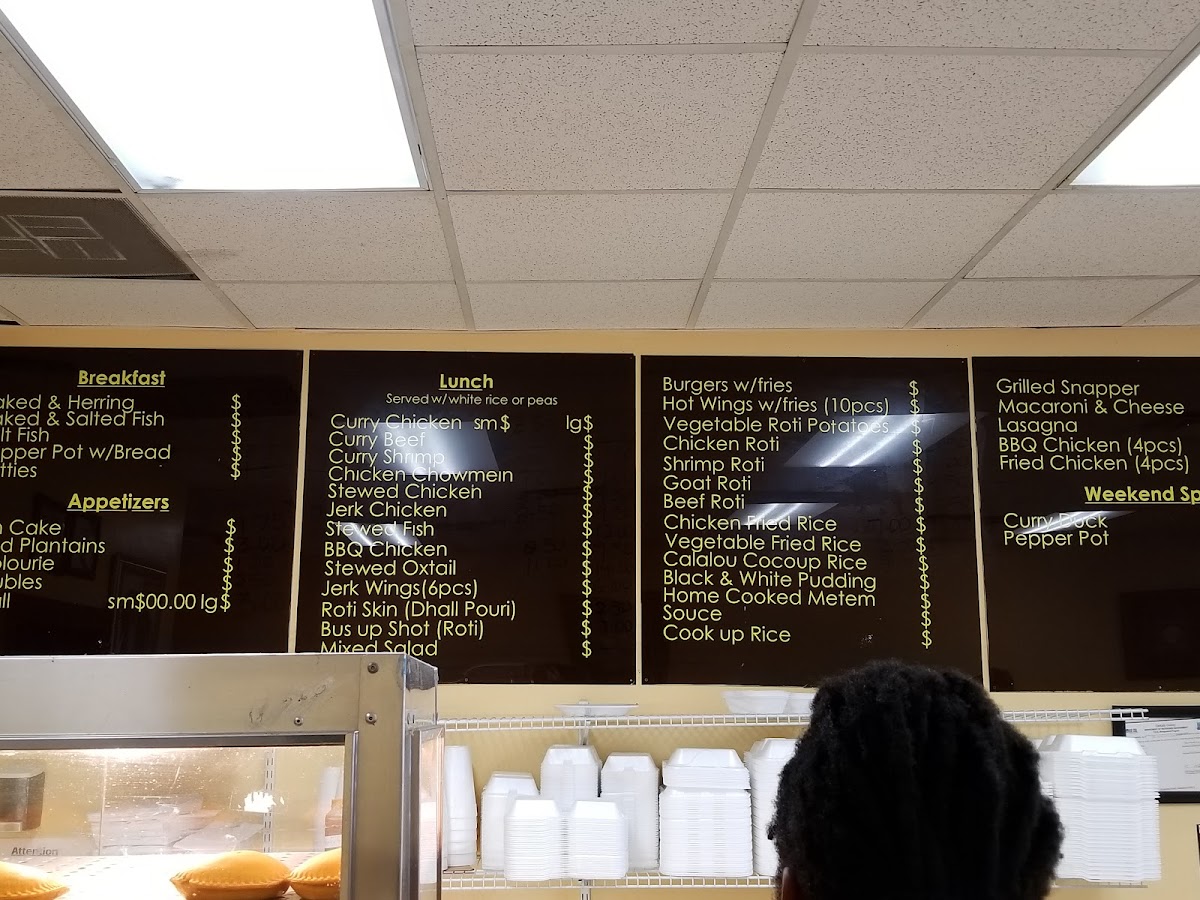 Breakfast
aked & Herring $
aked & Salted Fish $
lt Fish $
pper Pot w/Bread $
tties $
Appetizers
n Cake $
d Plantains $
olourie $
ubles $
ll sm$00.00 lg$
Lunch
Served w/white rice or peas
Curry Chicken sm$ lg$
Curry Beef $
Curry Shrimp $
Chicken Chowmein $
Stewed Chicken $
Jerk Chicken $
Stewed Fish $
BBQ Chicken $
Stewed Oxtail $
Jerk Wings(6pcs) $
Roti Skin (Dhall Pouri) $
Bus up Shot (Roti) $
Mixed Salad $
Burgers w/fries $
Hot Wings w/fries (10pcs) $
Vegetable Roti Potatoes $
Chicken Roti $
Shrimp Roti $
Goat Roti $
Beef Roti $
Chicken Fried Rice $
Vegetable Fried Rice $
Calalou Cocoup Rice $
Black & White Pudding $
Home Cooked Metem $
Souce $
Cook up Rice $
Grilled Snapper
Macaroni & Cheese
Lasagna
BBQ Chicken (4pcs)
Fried Chicken (4pcs)
Weekend Sp
Curry Duck
Pepper Pot
Attention